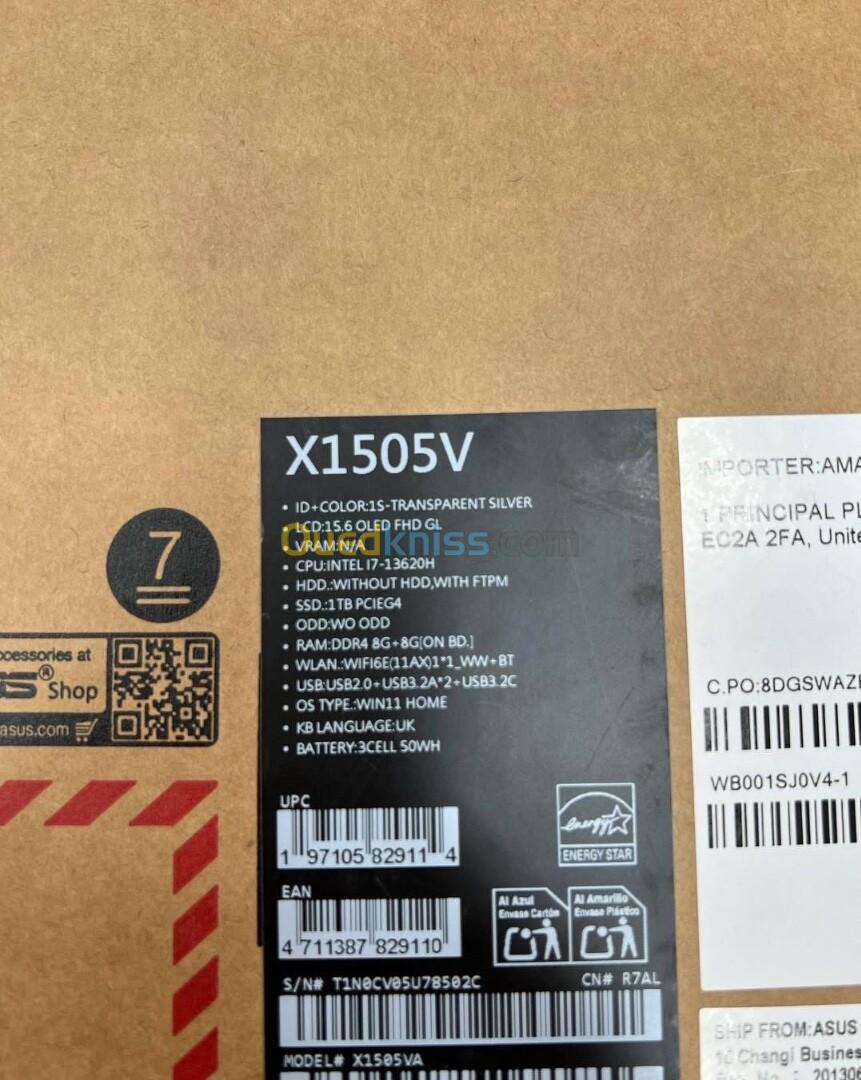 X1505V
• ID+COLOR:1S-TRANSPARENT SILVER
• LCD:15.6 OLED FHD GL
• VRAM:N/A
• CPU:INTEL I7-13620H
• HDD.:WITHOUT HDD,WITH FTPM
• SSD.:1TB PCIEG4
• ODD:WO ODD
• RAM:DDR4 8G+8G[ON BD.]
• WLAN.:WIFI6E(11AX)1*1_WW+BT
• USB:USB2.0+USB3.2A*2+USB3.2C
• OS TYPE.:WIN11 HOME
• KB LANGUAGE:UK
• BATTERY:3CELL 50WH
Ouedkniss.com
UPC
1 97105 82911 4
ENERGY STAR
EAN
4 711387 829110
Al Azul
Envase Cartón
Al Amarillo
Envase Plástico
S/N# T1N0CV05U78502C
CN# R7AL
MODEL# X1505VA
7
ccessories at
Shop
asus.com
IMPORTER:AMA
1 PRINCIPAL PL
EC2A 2FA, Unite
C.PO:8DGSWAZ
WB001SJ0V4-1
SHIP FROM:ASUS
Changi Busines
20130